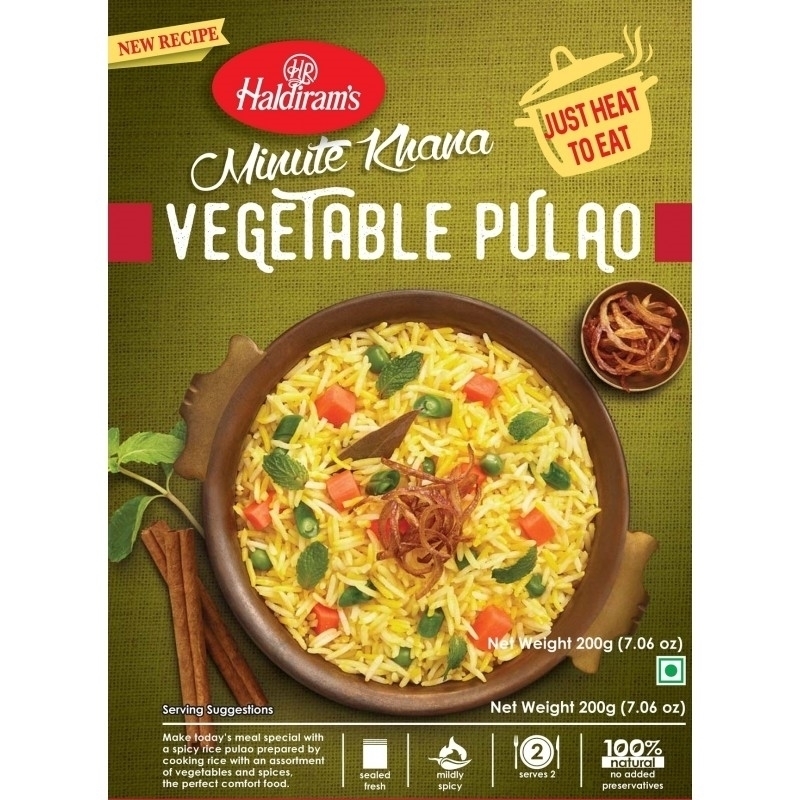 NEW RECIPE
HR
Haldiram's
JUST HEAT
TO EAT
Minute Khana
VEGETABLE PULAO
Net Weight 200g (7.06 oz)
Serving Suggestions
Net Weight 200g (7.06 oz)
Make today's meal special with
a spicy rice pulao prepared by
cooking rice with an assortment
of vegetables and spices,
the perfect comfort food.
sealed
fresh
mildly
spicy
2
serves 2
100%
natural
no added
preservatives